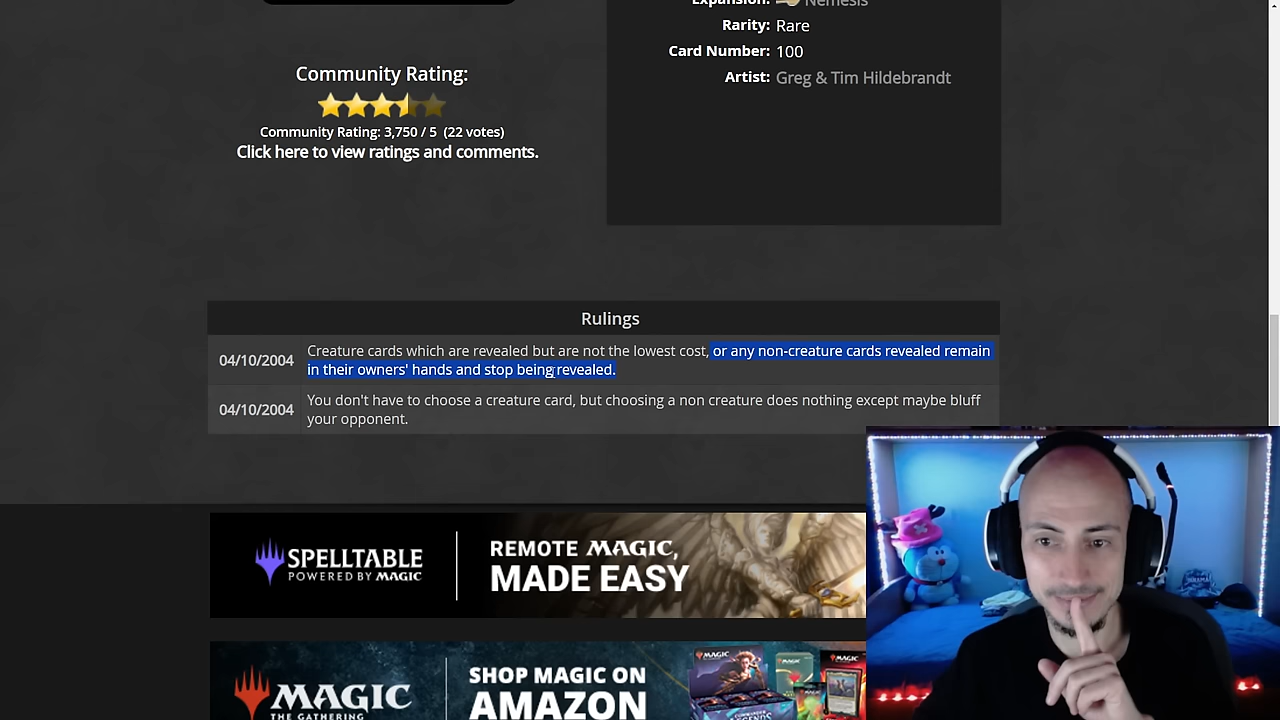 Expansion: Nemesis
Rarity: Rare
Card Number: 100
Artist: Greg & Tim Hildebrandt
Community Rating:
Community Rating: 3,750 / 5 (22 votes)
Click here to view ratings and comments.
Rulings
04/10/2004 Creature cards which are revealed but are not the lowest cost, or any non-creature cards revealed remain
in their owners' hands and stop being revealed.
04/10/2004 You don't have to choose a creature card, but choosing a non creature does nothing except maybe bluff
your opponent.
SPELLTABLE
POWERED BY MAGIC
REMOTE MAGIC,
MADE EASY
MAGIC
THE GATHERING
SHOP MAGIC ON
AMAZON